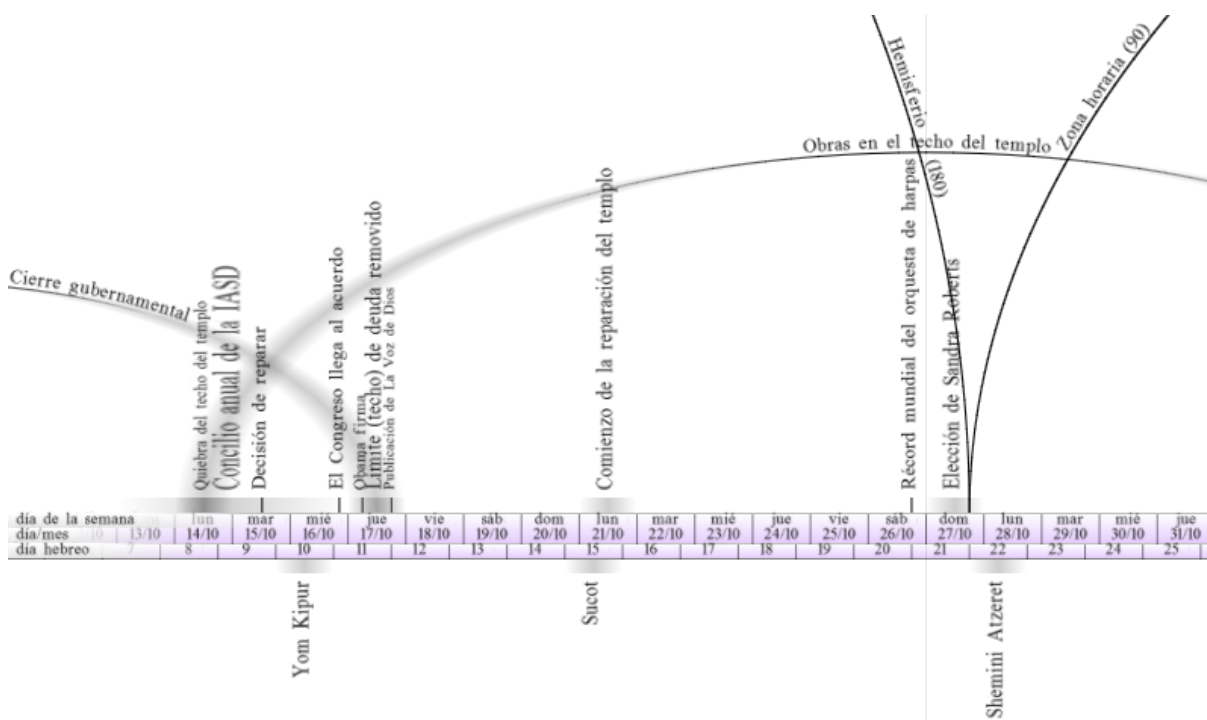 Hemisferio
(180)
Zona horaria (90)
Obras en el techo del templo
Cierre gubernamental
Quiebra del techo del templo
Concilio anual de la IASD
Decisión de reparar
El Congreso llega al acuerdo
Obama firma
Límite (techo) de deuda removido
Publicación de La Voz de Dios
Comienzo de la reparación del templo
Récord mundial del orquesta de harpas
Elección de Sandra Roberts
día de la semana lun mar mié jue vie sáb dom lun mar mié jue vie sáb dom lun mar mié jue
día/mes 10 13/10 14/10 15/10 16/10 17/10 18/10 19/10 20/10 21/10 22/10 23/10 24/10 25/10 26/10 27/10 28/10 29/10 30/10 31/10
día hebreo 7 8 9 10 11 12 13 14 15 16 17 18 19 20 21 22 23 24 25
Yom Kipur
Sucot
Shemini Atzeret